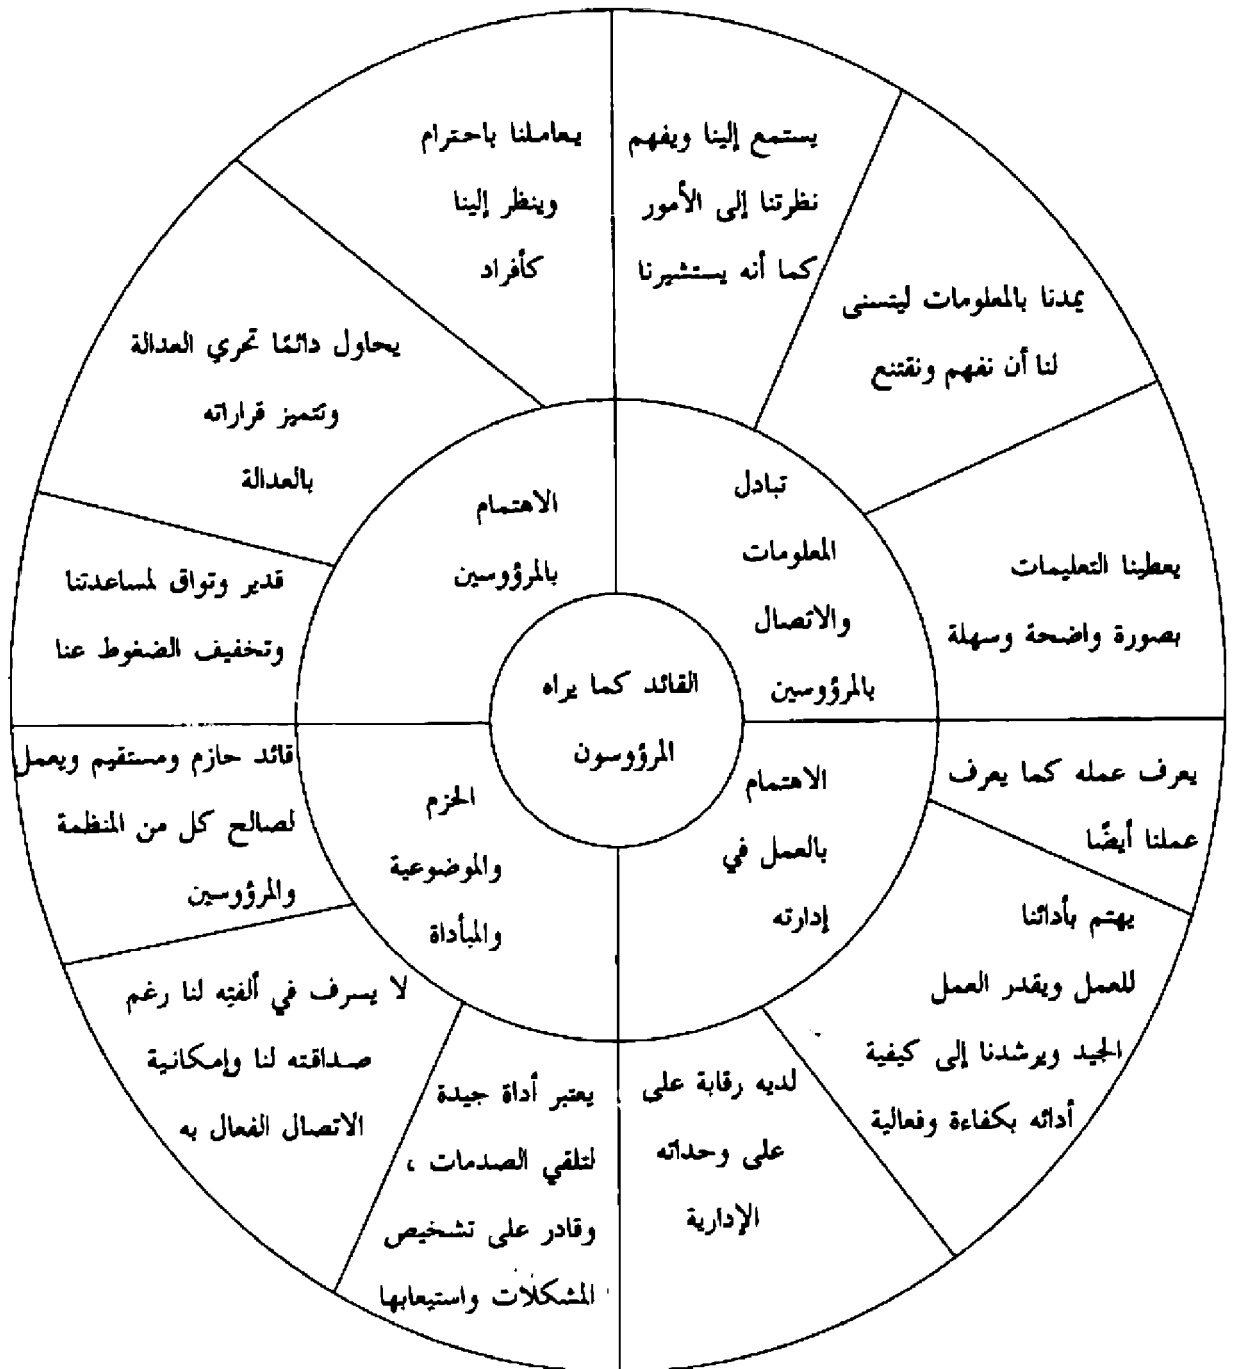 القائد كما يراه
المرؤوسون
تبادل
المعلومات
والاتصال
بالمرؤوسين
يستمع إلينا ويفهم
نظرتنا إلى الأمور
كما أنه يستشيرنا
يمدنا بالمعلومات ليتسنى
لنا أن نفهم ونقتنع
يعطينا التعليمات
بصورة واضحة وسهلة
الاهتمام
بالعمل في
إدارته
يعرف عمله كما يعرف
عملنا أيضًا
يهتم بأدائنا
للعمل ويقدر العمل
الجيد ويرشدنا إلى كيفية
أدائه بكفاءة وفعالية
لديه رقابة على
على وحداته
الإدارية
الحزم
والموضوعية
والمبأداة
يعتبر أداة جيدة
لتلقي الصدمات ،
وقادر على تشخيص
المشكلات واستيعابها
لا يسرف في ألفتِه لنا رغم
صداقته لنا وإمكانية
الاتصال الفعال به
قائد حازم ومستقيم ويعمل
لصالح كل من المنظمة
والمرؤوسين
الاهتمام
بالمرؤوسين
قدير وتواق لمساعدتنا
وتخفيف الضغوط عنا
يحاول دائمًا تحري العدالة
وتتميز قراراته
بالعدالة
يعاملنا باحترام
وينظر إلينا
كأفراد